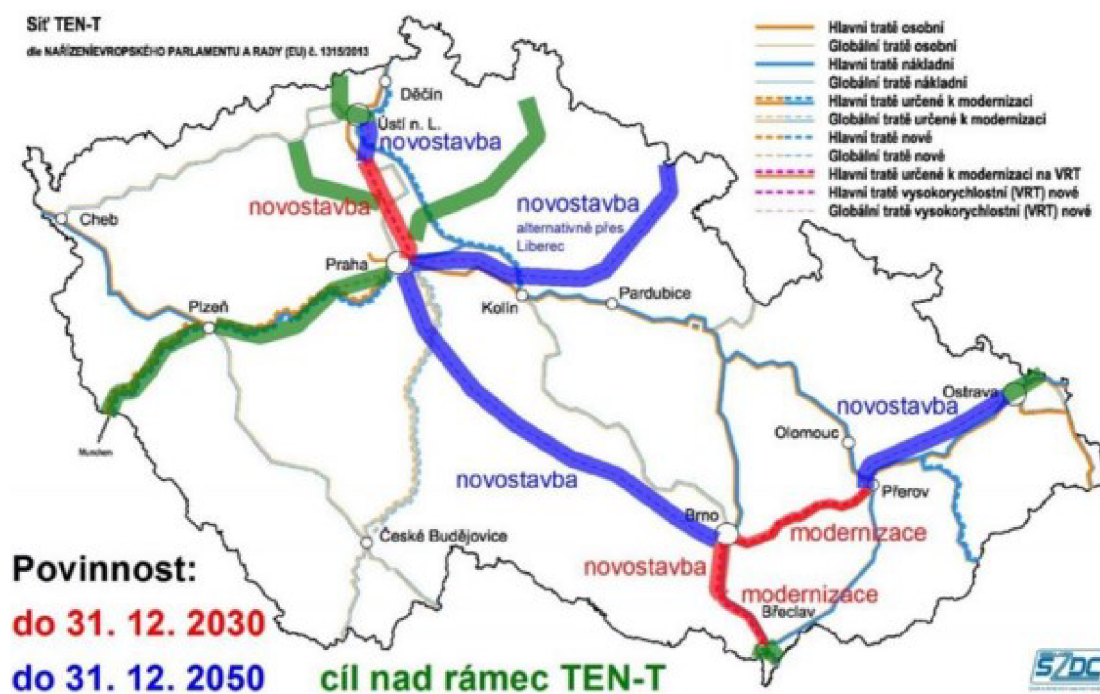 Síť TEN-T
dle NAŘÍZENÍEVROPSKÉHO PARLAMENTU A RADY (EU) č. 1315/2013
Hlavní tratě osobní
Globální tratě osobní
Hlavní tratě nákladní
Globální tratě nákladní
Hlavní tratě určené k modernizaci
Globální tratě určené k modernizaci
Hlavní tratě nové
Globální tratě nové
Hlavní tratě určené k modernizaci na VRT
Hlavní tratě vysokorychlostní (VRT) nové
Globální tratě vysokorychlostní (VRT) nové
Děčín
Ústí n. L.
novostavba
novostavba
novostavba
alternativně přes
Liberec
Cheb
Praha
Plzeň
Kolín
Pardubice
Munchen
Ostrava
novostavba
Olomouc
Přerov
novostavba
Brno
modernizace
České Budějovice
novostavba
modernizace
Břeclav
Povinnost:
do 31. 12. 2030
do 31. 12. 2050
cíl nad rámec TEN-T
SŽDC